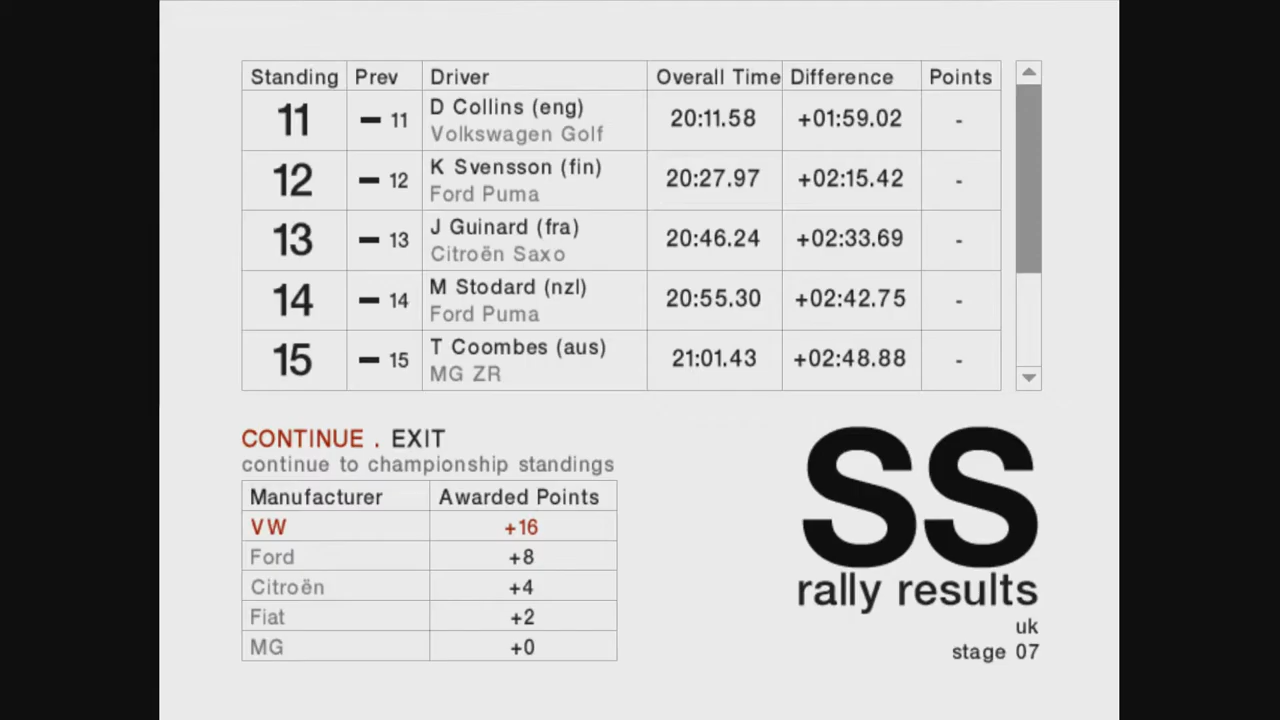 Standing Prev Driver Overall Time Difference Points
11 – 11 D Collins (eng) 20:11.58 +01:59.02 -
Volkswagen Golf
12 – 12 K Svensson (fin) 20:27.97 +02:15.42 -
Ford Puma
13 – 13 J Guinard (fra) 20:46.24 +02:33.69 -
Citroën Saxo
14 – 14 M Stodard (nzl) 20:55.30 +02:42.75 -
Ford Puma
15 – 15 T Coombes (aus) 21:01.43 +02:48.88 -
MG ZR
CONTINUE . EXIT
continue to championship standings
Manufacturer Awarded Points
VW +16
Ford +8
Citroën +4
Fiat +2
MG +0
SS
rally results
uk
stage 07